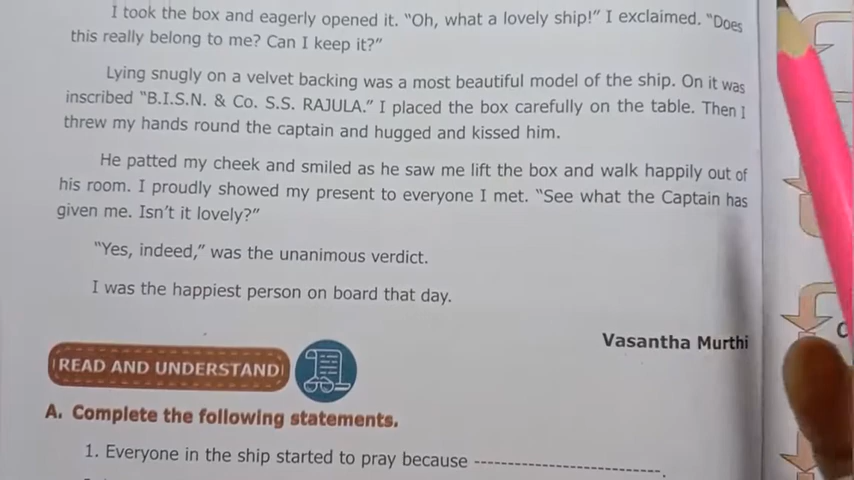 I took the box and eagerly opened it. “Oh, what a lovely ship!” I exclaimed. “Does
this really belong to me? Can I keep it?”
Lying snugly on a velvet backing was a most beautiful model of the ship. On it was
inscribed “B.I.S.N. & Co. S.S. RAJULA.” I placed the box carefully on the table. Then I
threw my hands round the captain and hugged and kissed him.
He patted my cheek and smiled as he saw me lift the box and walk happily out of
his room. I proudly showed my present to everyone I met. “See what the Captain has
given me. Isn’t it lovely?”
“Yes, indeed,” was the unanimous verdict.
I was the happiest person on board that day.
Vasantha Murthi
READ AND UNDERSTAND
A. Complete the following statements.
1. Everyone in the ship started to pray because ----------------------------.